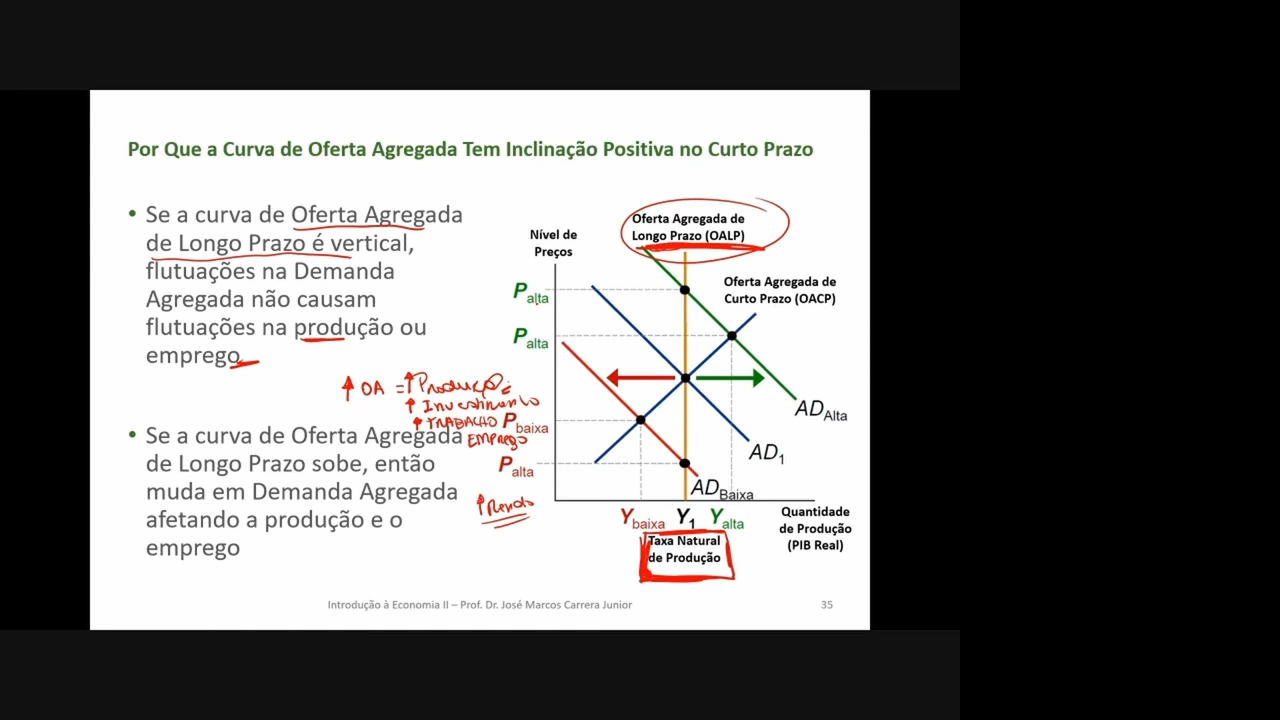 Por Que a Curva de Oferta Agregada Tem Inclinação Positiva no Curto Prazo
• Se a curva de Oferta Agregada
de Longo Prazo é vertical,
flutuações na Demanda
Agregada não causam
flutuações na produção ou
emprego
↑ OA = ↑ Produção
↑ Investimento
↑ TRABALHO
EMPREGO
• Se a curva de Oferta Agregada
de Longo Prazo sobe, então
muda em Demanda Agregada
afetando a produção e o
emprego
↑ Renda
Nível de
Preços
Oferta Agregada de
Longo Prazo (OALP)
Oferta Agregada de
Curto Prazo (OACP)
Palta
Palta
Pbaixa
Palta
ADAlta
AD1
ADBaixa
Ybaixa Y1 Yalta
Taxa Natural
de Produção
Quantidade
de Produção
(PIB Real)
Introdução à Economia II – Prof. Dr. José Marcos Carrera Junior
35